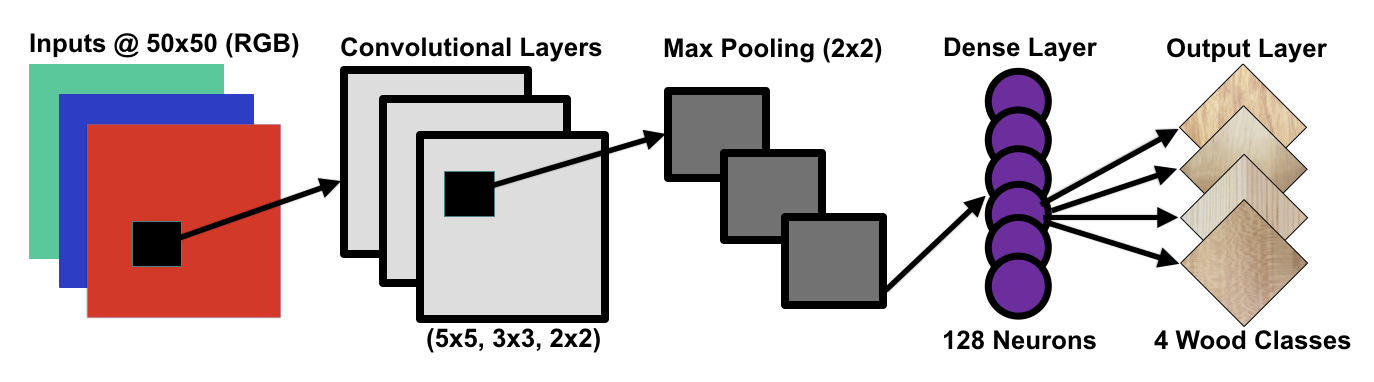 Inputs @ 50x50 (RGB)
Convolutional Layers
Max Pooling (2x2)
Dense Layer
Output Layer
(5x5, 3x3, 2x2)
128 Neurons
4 Wood Classes